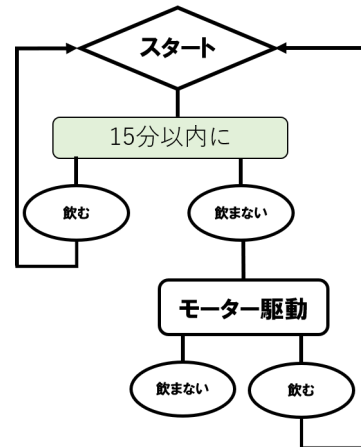 スタート
15分以内に
飲む
飲まない
モーター駆動
飲まない
飲む